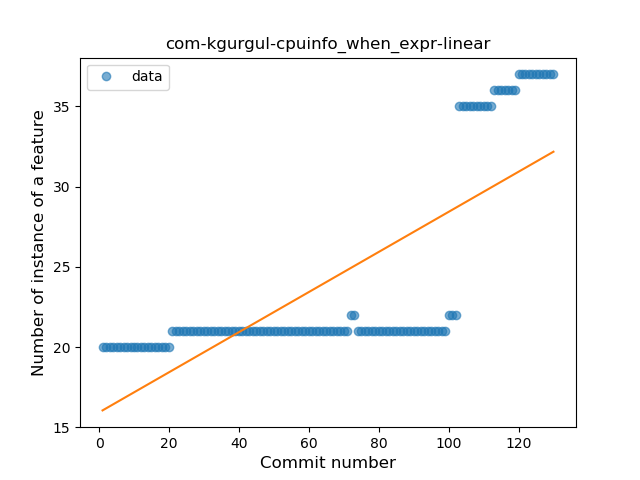 com-kgurgul-cpuinfo_when_expr-linear
data
Number of instance of a feature
35
30
25
20
15
0 20 40 60 80 100 120
Commit number